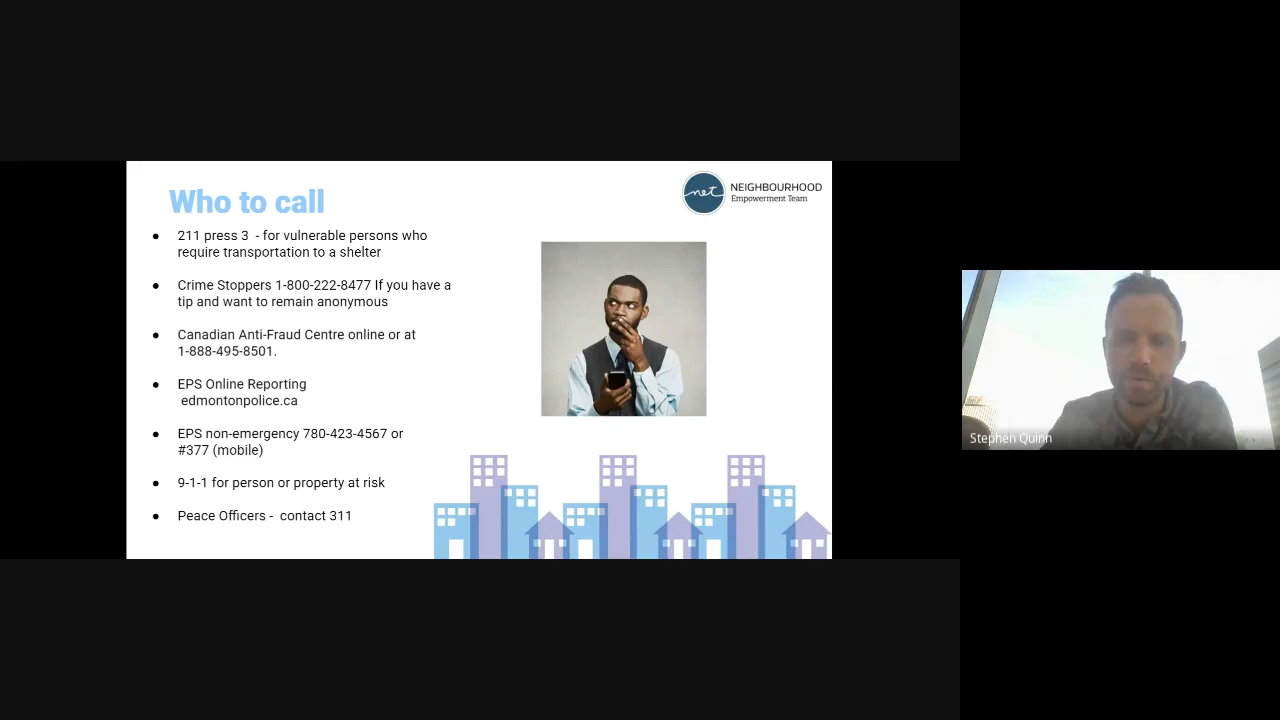 Who to call
net
NEIGHBOURHOOD
Empowerment Team
211 press 3 - for vulnerable persons who
require transportation to a shelter
Crime Stoppers 1-800-222-8477 If you have a
tip and want to remain anonymous
Canadian Anti-Fraud Centre online or at
1-888-495-8501.
EPS Online Reporting
edmontonpolice.ca
EPS non-emergency 780-423-4567 or
#377 (mobile)
9-1-1 for person or property at risk
Peace Officers - contact 311
Stephen Quinn